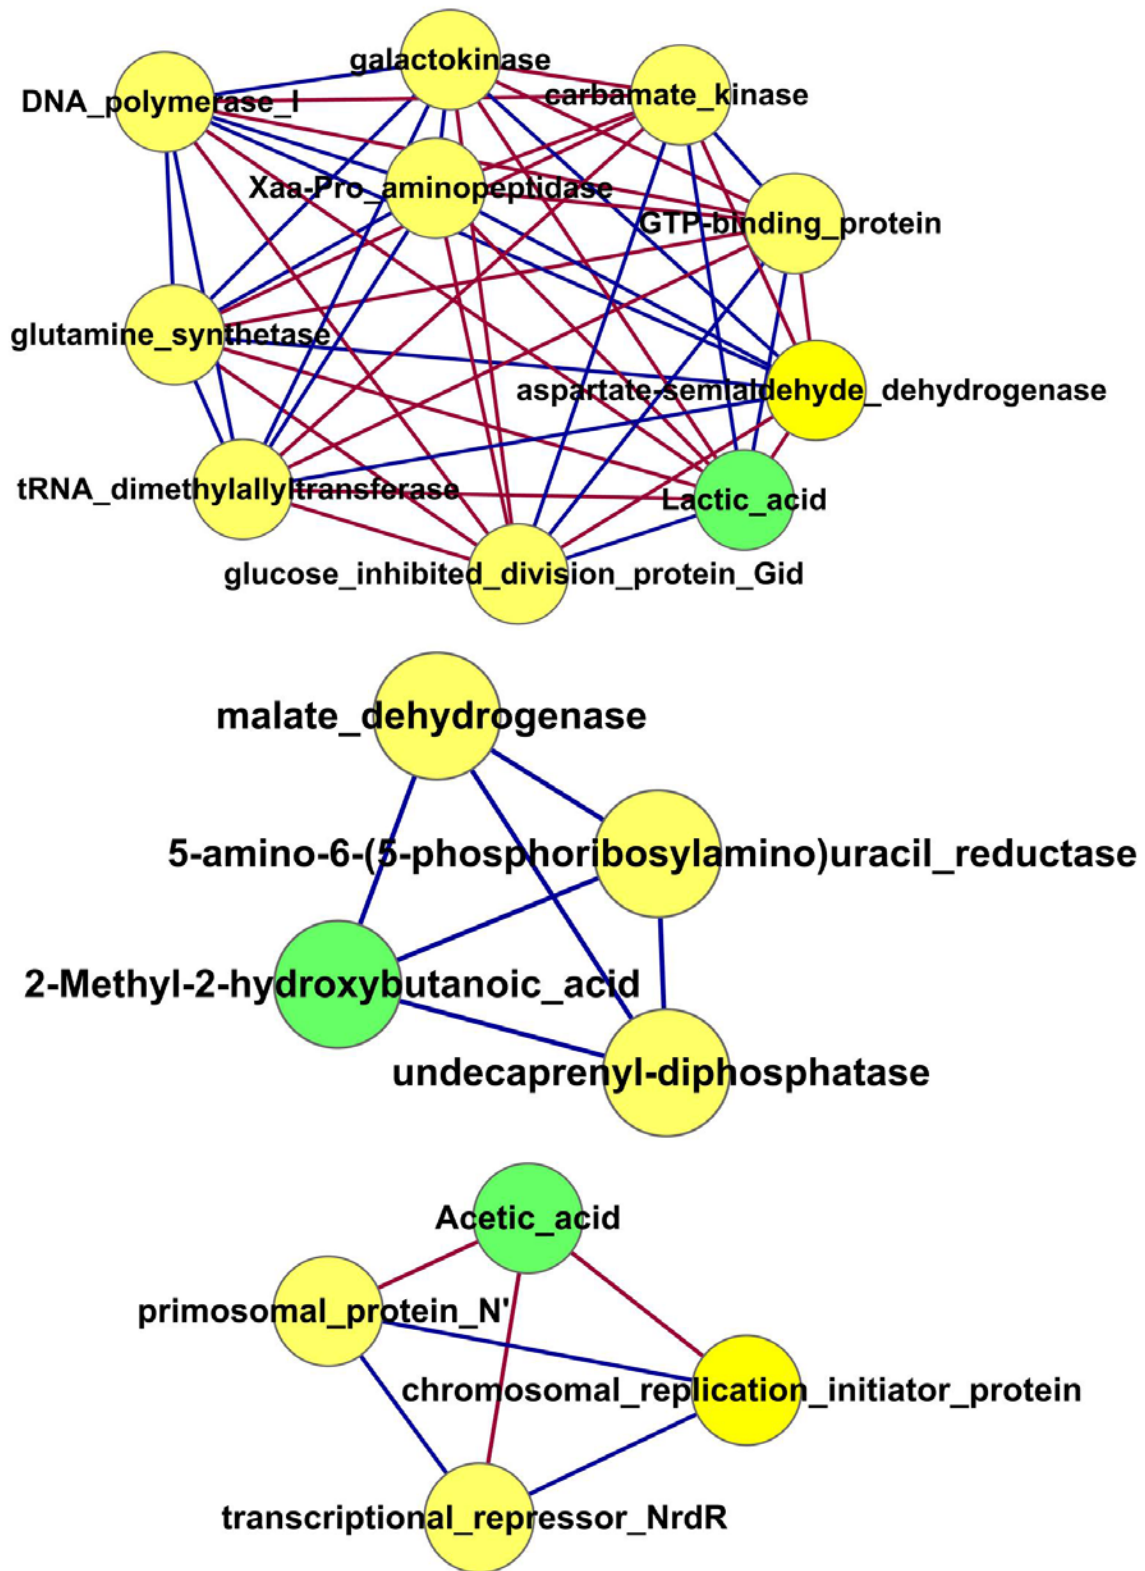 galactokinase
carbamate_kinase
DNA_polymerase_I
Xaa-Pro_aminopeptidase
GTP-binding_protein
glutamine_synthetase
aspartate-semialdehyde_dehydrogenase
tRNA_dimethylallyltransferase
Lactic_acid
glucose_inhibited_division_protein_Gid
malate_dehydrogenase
5-amino-6-(5-phosphoribosylamino)uracil_reductase
2-Methyl-2-hydroxybutanoic_acid
undecaprenyl-diphosphatase
Acetic_acid
primosomal_protein_N'
chromosomal_replication_initiator_protein
transcriptional_repressor_NrdR